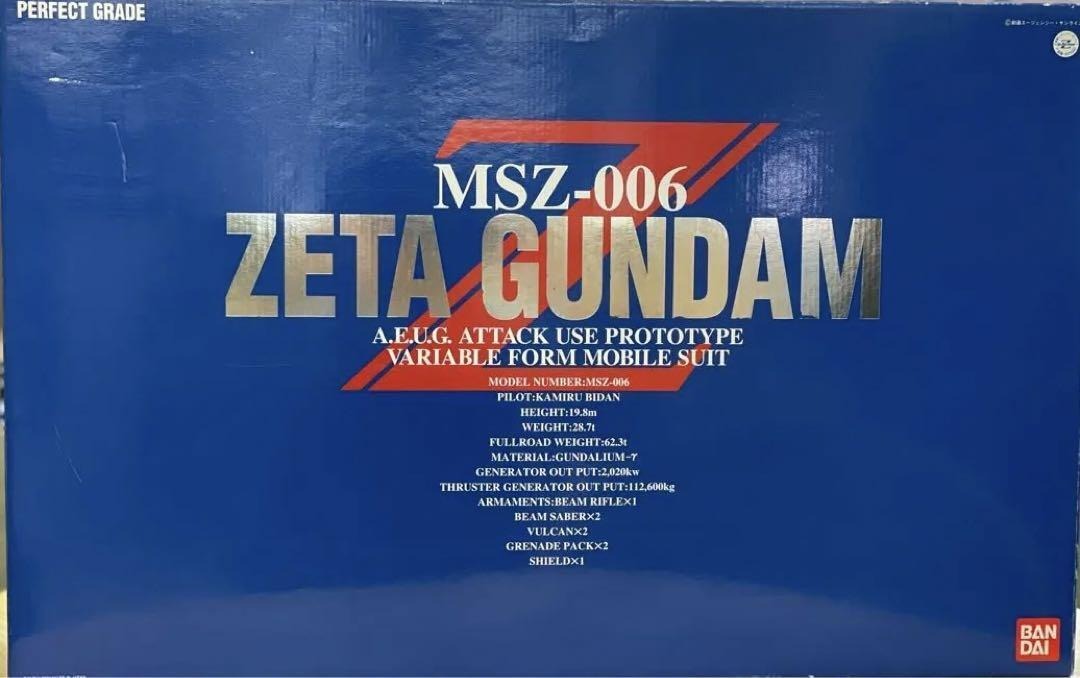 PERFECT GRADE
MSZ-006
ZETA GUNDAM
A.E.U.G. ATTACK USE PROTOTYPE
VARIABLE FORM MOBILE SUIT
MODEL NUMBER:MSZ-006
PILOT:KAMIRU BIDAN
HEIGHT:19.8m
WEIGHT:28.7t
FULLROAD WEIGHT:62.3t
MATERIAL:GUNDALIUM-γ
GENERATOR OUT PUT:2,020kw
THRUSTER GENERATOR OUT PUT:112,600kg
ARMAMENTS:BEAM RIFLE×1
BEAM SABER×2
VULCAN×2
GRENADE PACK×2
SHIELD×1
BAN
DAI